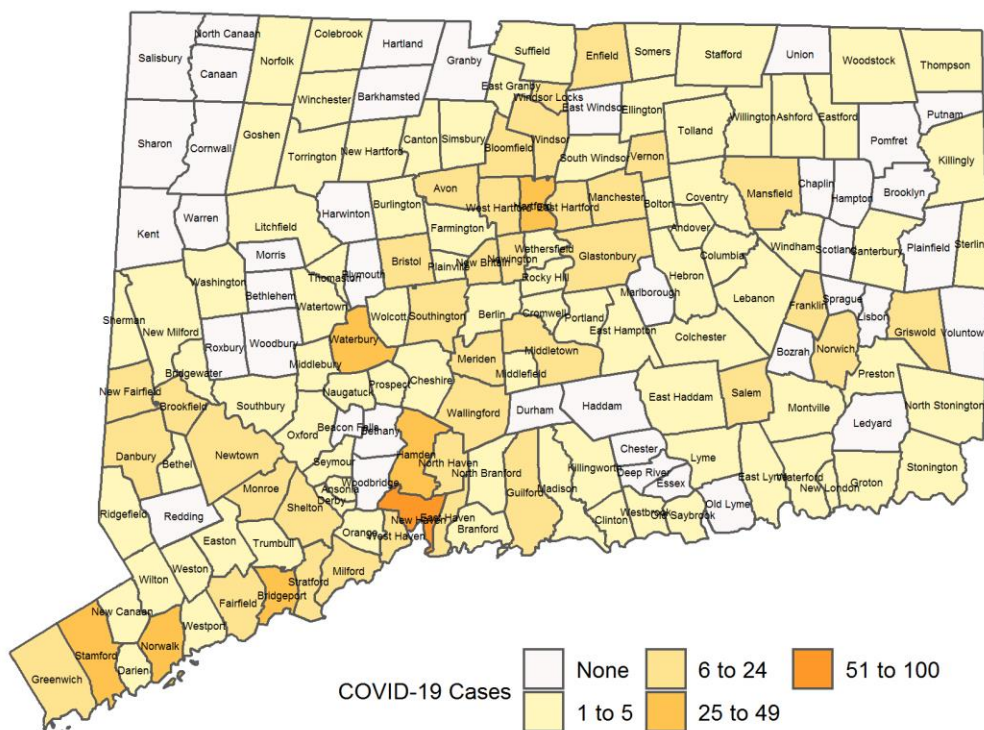 North Canaan
Colebrook
Hartland
Suffield
Enfield
Somers
Stafford
Union
Woodstock
Thompson
Salisbury
Canaan
Norfolk
Granby
East Granby
Windsor Locks
Winchester
Barkhamsted
East Windsor
Ellington
Putnam
Sharon
Cornwall
Goshen
Torrington
New Hartford
Canton
Simsbury
Bloomfield
Windsor
South Windsor
Vernon
Tolland
Willington
Ashford
Eastford
Pomfret
Killingly
Warren
Kent
Litchfield
Harwinton
Burlington
Avon
West Hartford
Hartford
East Hartford
Manchester
Bolton
Coventry
Mansfield
Chaplin
Hampton
Brooklyn
Farmington
Wethersfield
Newington
Glastonbury
Andover
Columbia
Windham
Scotland
Canterbury
Plainfield
Sterling
Morris
Washington
Bethlehem
Thomaston
Plymouth
Bristol
Plainville
New Britain
Rocky Hill
Marlborough
Hebron
Lebanon
Franklin
Sprague
Lisbon
Griswold
Voluntown
Sherman
New Milford
Roxbury
Woodbury
Watertown
Wolcott
Southington
Berlin
Cromwell
Portland
East Hampton
Colchester
Bozrah
Norwich
Preston
Waterbury
Middlebury
Bridgewater
Meriden
Middletown
Middlefield
New Fairfield
Brookfield
Southbury
Naugatuck
Prospect
Cheshire
Wallingford
Durham
Haddam
East Haddam
Salem
Montville
Ledyard
North Stonington
Danbury
Bethel
Newtown
Oxford
Beacon Falls
Bethany
Hamden
North Haven
North Branford
Chester
Deep River
Essex
Lyme
East Lyme
Waterford
New London
Groton
Stonington
Seymour
Woodbridge
Ansonia
Derby
Guilford
Madison
Killingworth
Monroe
Shelton
Ridgefield
Redding
New Haven
East Haven
West Haven
Orange
Branford
Clinton
Westbrook
Old Saybrook
Old Lyme
Easton
Trumbull
Weston
Wilton
Milford
Stratford
Bridgeport
Fairfield
New Canaan
Westport
Stamford
Norwalk
Darien
Greenwich
COVID-19 Cases
None
1 to 5
6 to 24
25 to 49
51 to 100